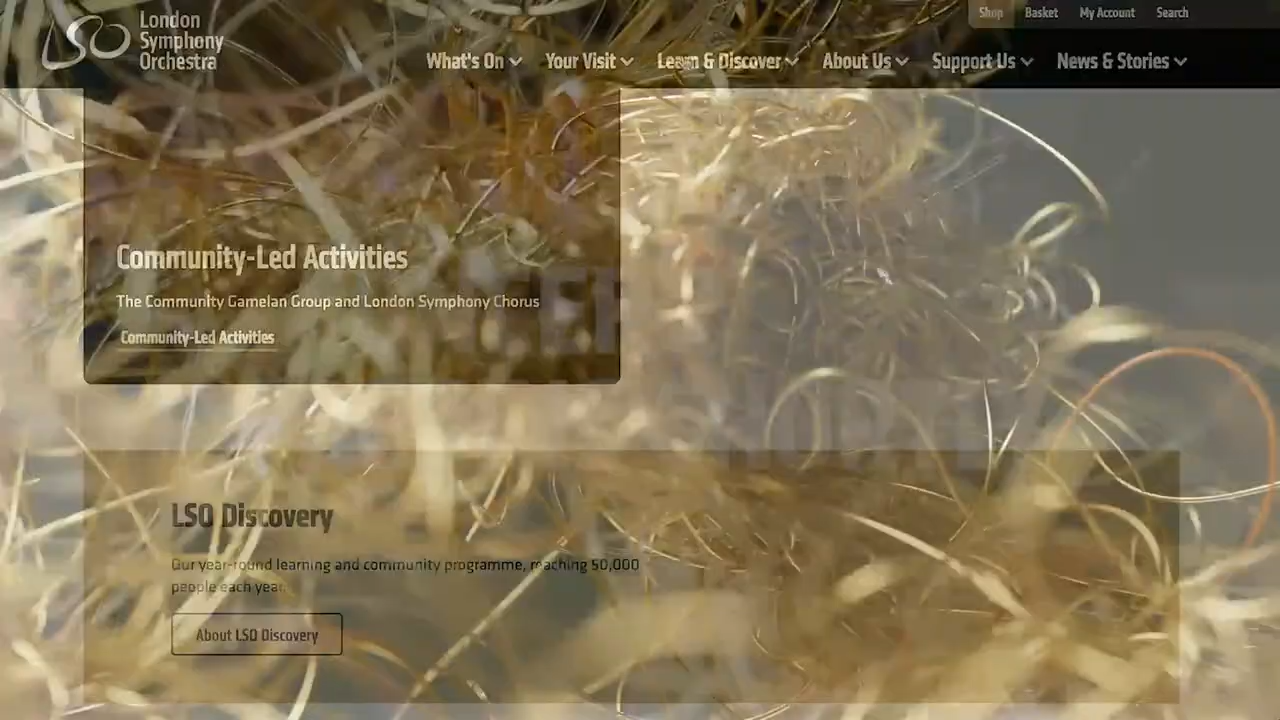 London
Symphony
Orchestra
Shop Basket My Account Search
What's On Your Visit Learn & Discover About Us Support Us News & Stories
Community-Led Activities
The Community Gamelan Group and London Symphony Chorus
Community-Led Activities
LSO Discovery
Our year-round learning and community programme, reaching 50,000
people each year.
About LSO Discovery